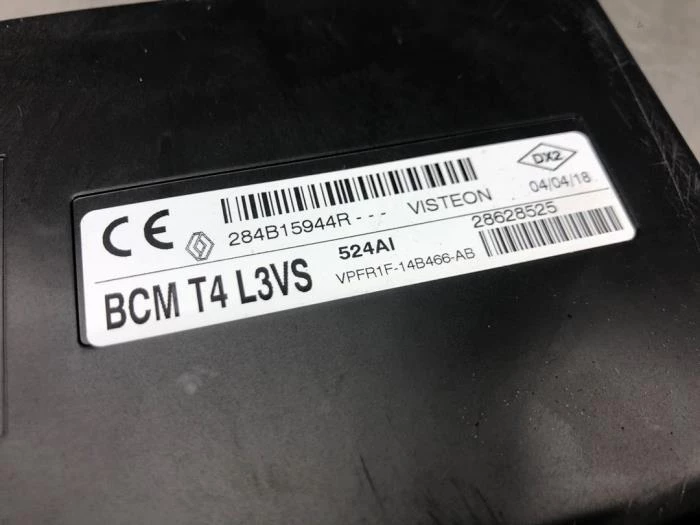 CE
284B15944R---
VISTEON
DX2
04/04/18
BCM T4 L3VS
524AI
VPFR1F-14B466-AB
28628525